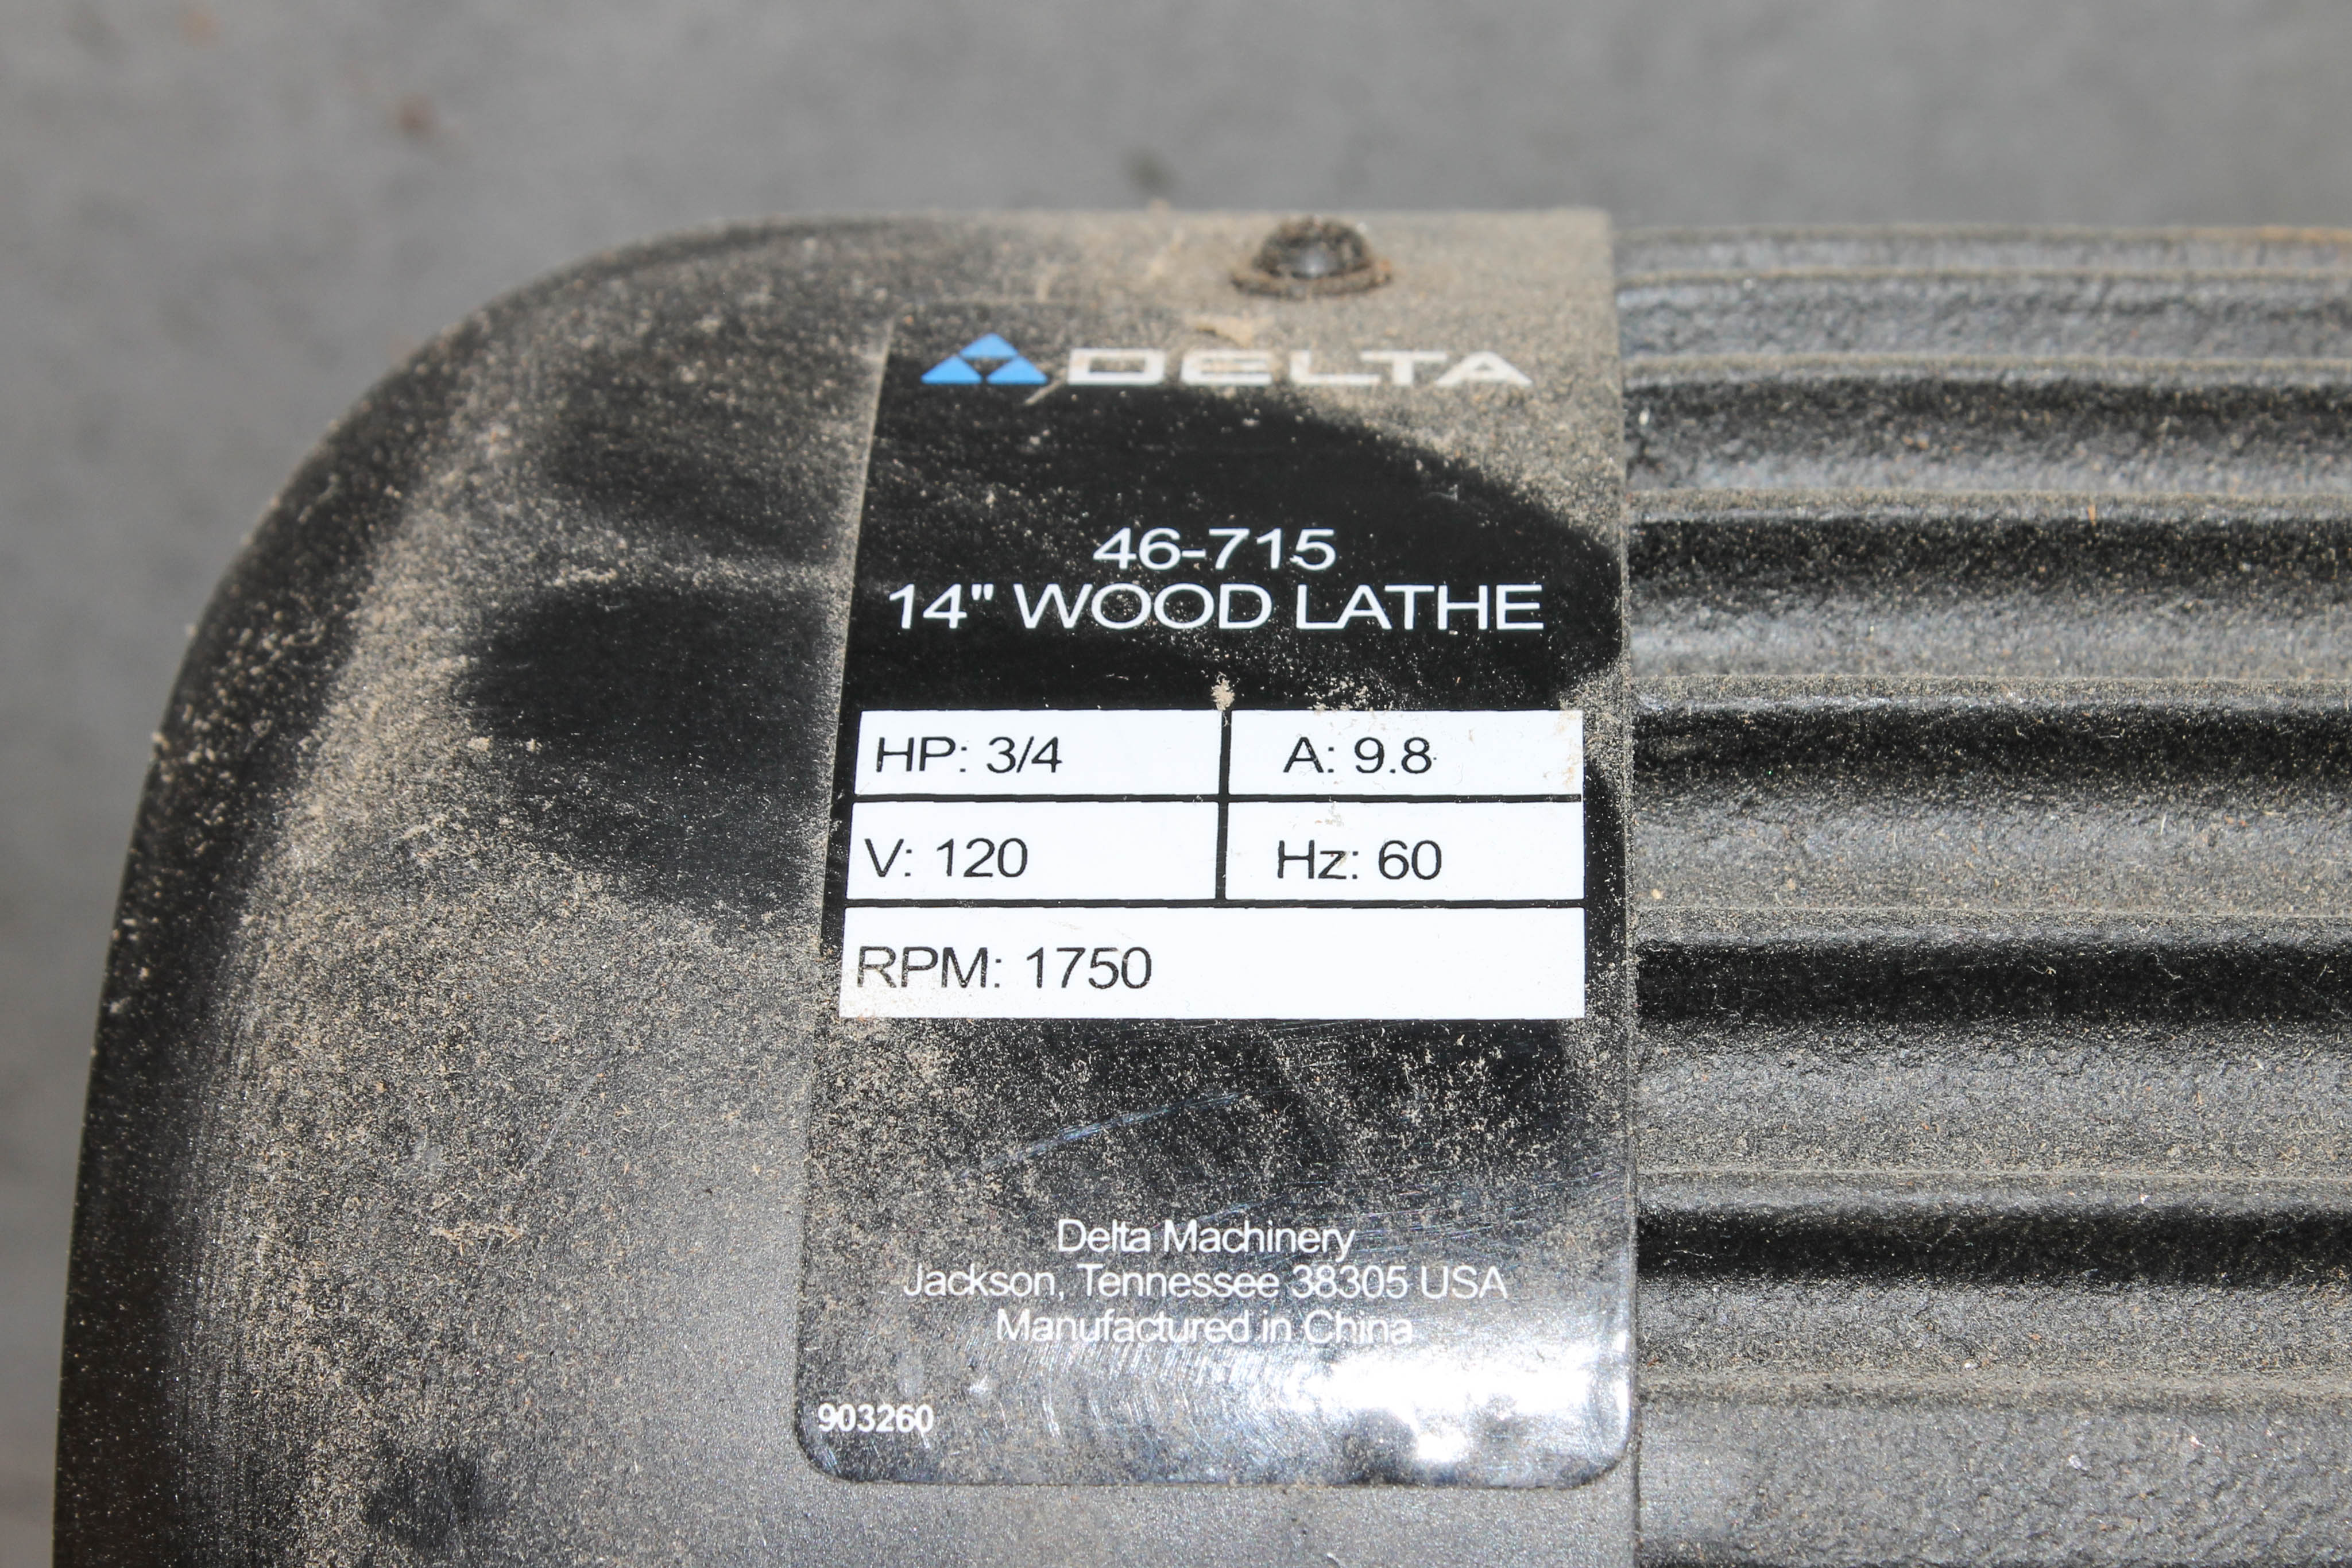 DELTA
46-715
14" WOOD LATHE
HP: 3/4 A: 9.8
V: 120 Hz: 60
RPM: 1750
Delta Machinery
Jackson, Tennessee 38305 USA
Manufactured in China
903260